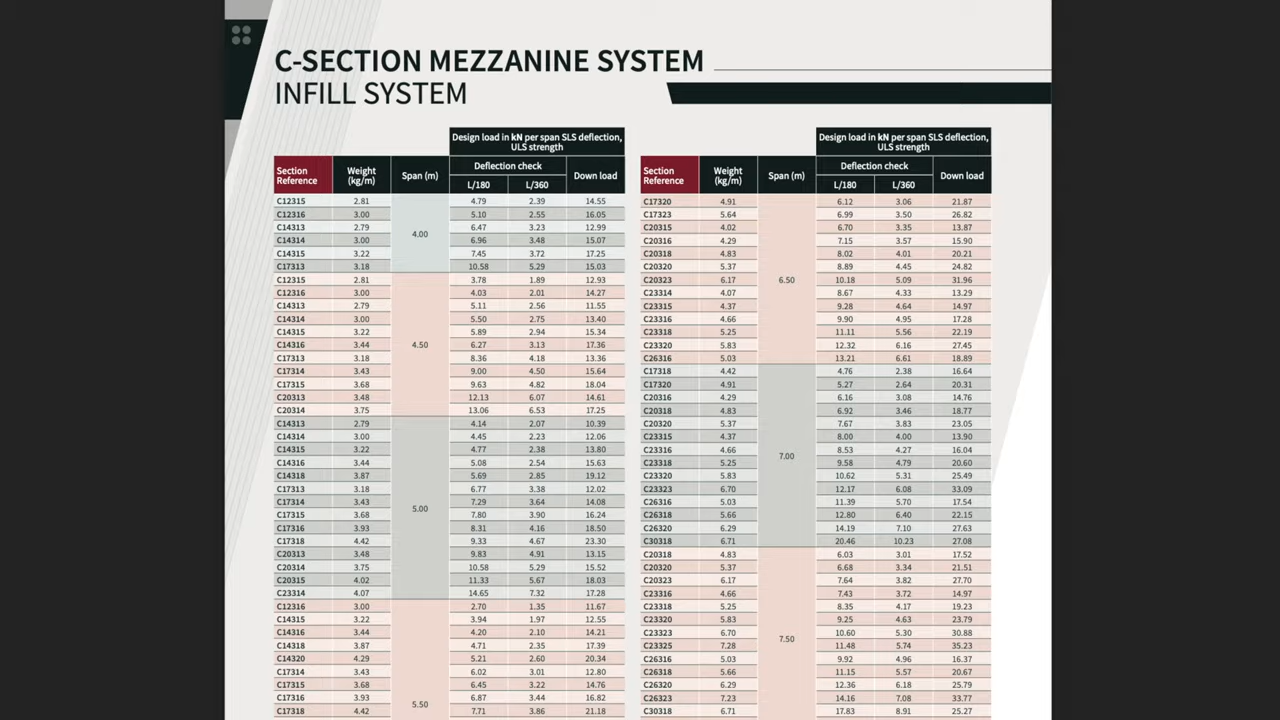 C-SECTION MEZZANINE SYSTEM
INFILL SYSTEM
Design load in kN per span SLS deflection,
ULS strength
Section
Reference
Weight
(kg/m)
Span (m)
Deflection check
L/180 L/360
Down load
C12315 2.81 4.79 2.39 14.55
C12316 3.00 5.10 2.55 16.05
C14313 2.79 6.47 3.23 12.99
C14314 3.00 4.00 6.96 3.48 15.07
C14315 3.22 7.45 3.72 17.25
C17313 3.18 10.58 5.29 15.03
C12315 2.81 3.78 1.89 12.93
C12316 3.00 4.03 2.01 14.27
C14313 2.79 5.11 2.56 11.55
C14314 3.00 5.50 2.75 13.40
C14315 3.22 5.89 2.94 15.34
C14316 3.44 4.50 6.27 3.13 17.36
C17313 3.18 8.36 4.18 13.36
C17314 3.43 9.00 4.50 15.64
C17315 3.68 9.63 4.82 18.04
C20313 3.48 12.13 6.07 14.61
C20314 3.75 13.06 6.53 17.25
C14313 2.79 4.14 2.07 10.39
C14314 3.00 4.45 2.23 12.06
C14315 3.22 4.77 2.38 13.80
C14316 3.44 5.08 2.54 15.63
C14318 3.87 5.69 2.85 19.12
C17313 3.18 6.77 3.38 12.02
C17314 3.43 5.00 7.29 3.64 14.08
C17315 3.68 7.80 3.90 16.24
C17316 3.93 8.31 4.16 18.50
C17318 4.42 9.33 4.67 23.30
C20313 3.48 9.83 4.91 13.15
C20314 3.75 10.58 5.29 15.52
C20315 4.02 11.33 5.67 18.03
C23314 4.07 14.65 7.32 17.28
C12316 3.00 2.70 1.35 11.67
C14315 3.22 3.94 1.97 12.55
C14316 3.44 4.20 2.10 14.21
C14318 3.87 4.71 2.35 17.39
C14320 4.29 5.21 2.60 20.34
C17314 3.43 6.02 3.01 12.80
C17315 3.68 6.45 3.22 14.76
C17316 3.93 5.50 6.87 3.44 16.82
C17318 4.42 7.71 3.86 21.18
Design load in kN per span SLS deflection,
ULS strength
Section
Reference
Weight
(kg/m)
Span (m)
Deflection check
L/180 L/360
Down load
C17320 4.91 6.12 3.06 21.87
C17323 5.64 6.99 3.50 26.82
C20315 4.02 6.70 3.35 13.87
C20316 4.29 7.15 3.57 15.90
C20318 4.83 8.02 4.01 20.21
C20320 5.37 8.89 4.45 24.82
C20323 6.17 6.50 10.18 5.09 31.96
C23314 4.07 8.67 4.33 13.29
C23315 4.37 9.28 4.64 14.97
C23316 4.66 9.90 4.95 17.28
C23318 5.25 11.11 5.56 22.19
C23320 5.83 12.32 6.16 27.45
C26316 5.03 13.21 6.61 18.89
C17318 4.42 4.76 2.38 16.64
C17320 4.91 5.27 2.64 20.31
C20316 4.29 6.16 3.08 14.76
C20318 4.83 6.92 3.46 18.77
C20320 5.37 7.67 3.83 23.05
C23315 4.37 8.00 4.00 13.90
C23316 4.66 7.00 8.53 4.27 16.04
C23318 5.25 9.58 4.79 20.60
C23320 5.83 10.62 5.31 25.49
C23323 6.70 12.17 6.08 33.09
C26316 5.03 11.39 5.70 17.54
C26318 5.66 12.80 6.40 22.15
C26320 6.29 14.19 7.10 27.63
C30318 6.71 20.46 10.23 27.08
C20318 4.83 6.03 3.01 17.52
C20320 5.37 6.68 3.34 21.51
C20323 6.17 7.64 3.82 27.70
C23316 4.66 7.43 3.72 14.97
C23318 5.25 8.35 4.17 19.23
C23320 5.83 9.25 4.63 23.79
C23323 6.70 7.50 10.60 5.30 30.88
C23325 7.28 11.48 5.74 35.23
C26316 5.03 9.92 4.96 16.37
C26318 5.66 11.15 5.57 20.67
C26320 6.29 12.36 6.18 25.79
C26323 7.23 14.16 7.08 33.77
C30318 6.71 17.83 8.91 25.27